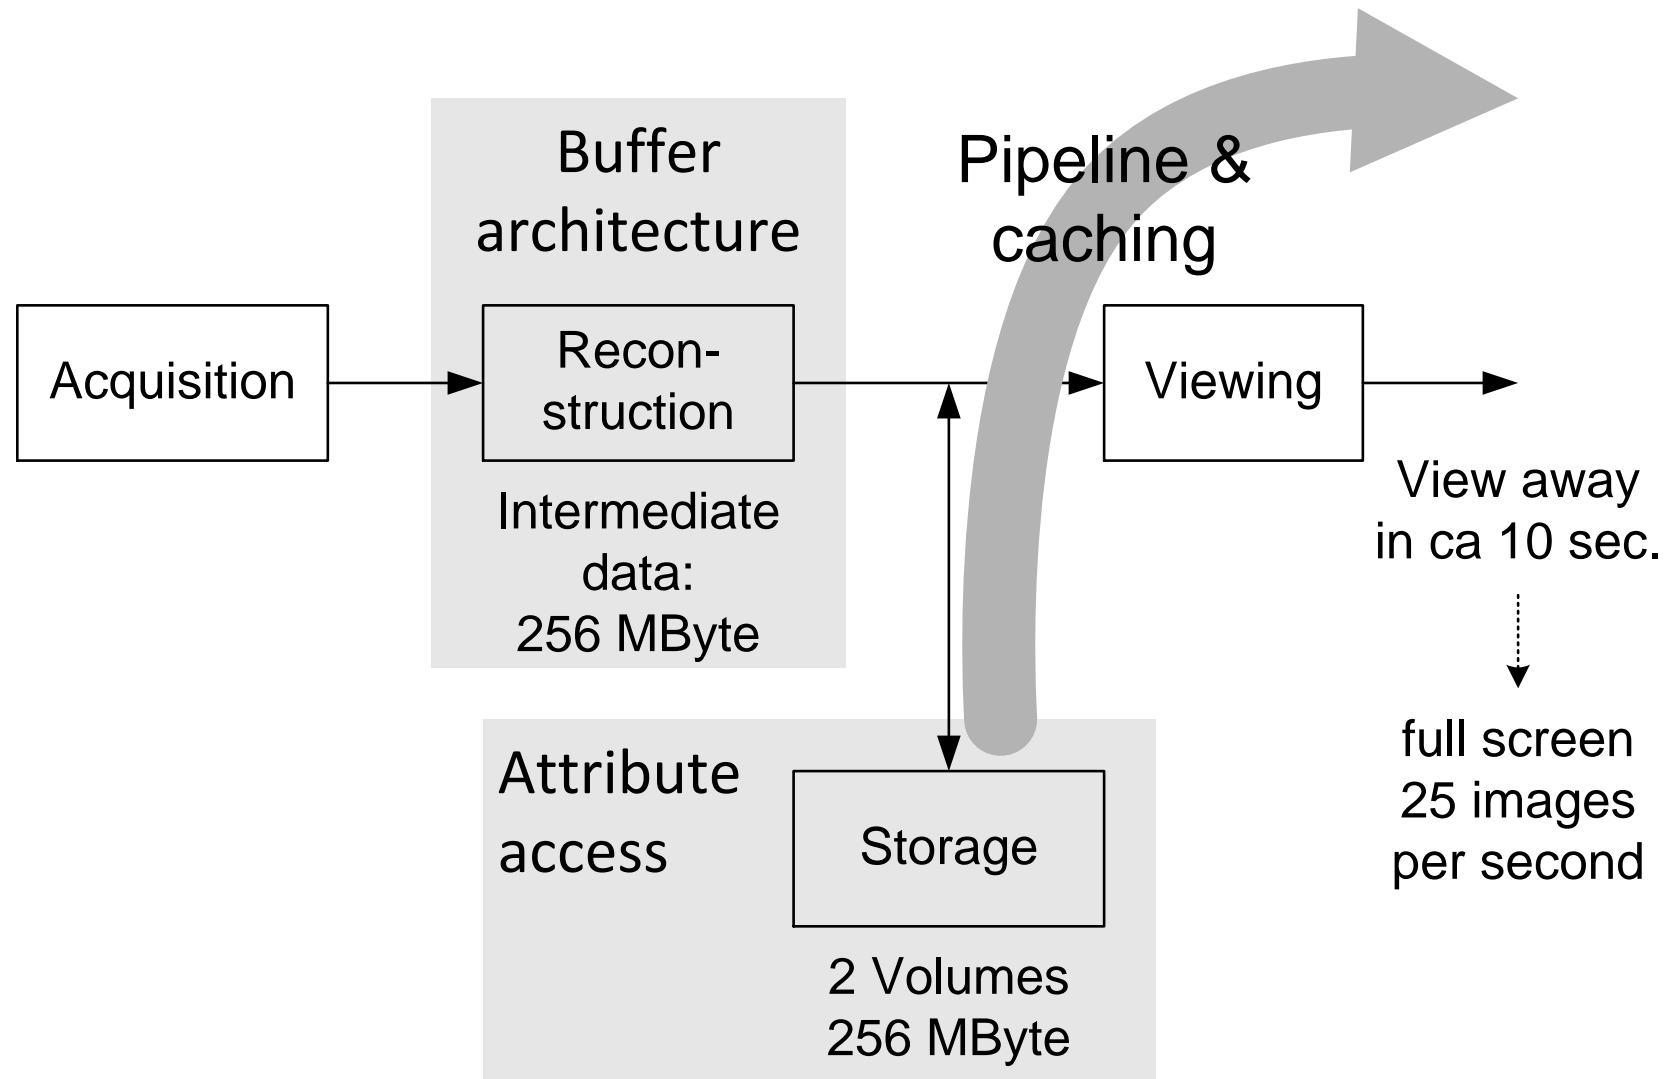 Buffer
architecture
Pipeline &
caching
Acquisition
Recon-
struction
Viewing
Intermediate
data:
256 MByte
View away
in ca 10 sec.
Attribute
access
Storage
full screen
25 images
per second
2 Volumes
256 MByte